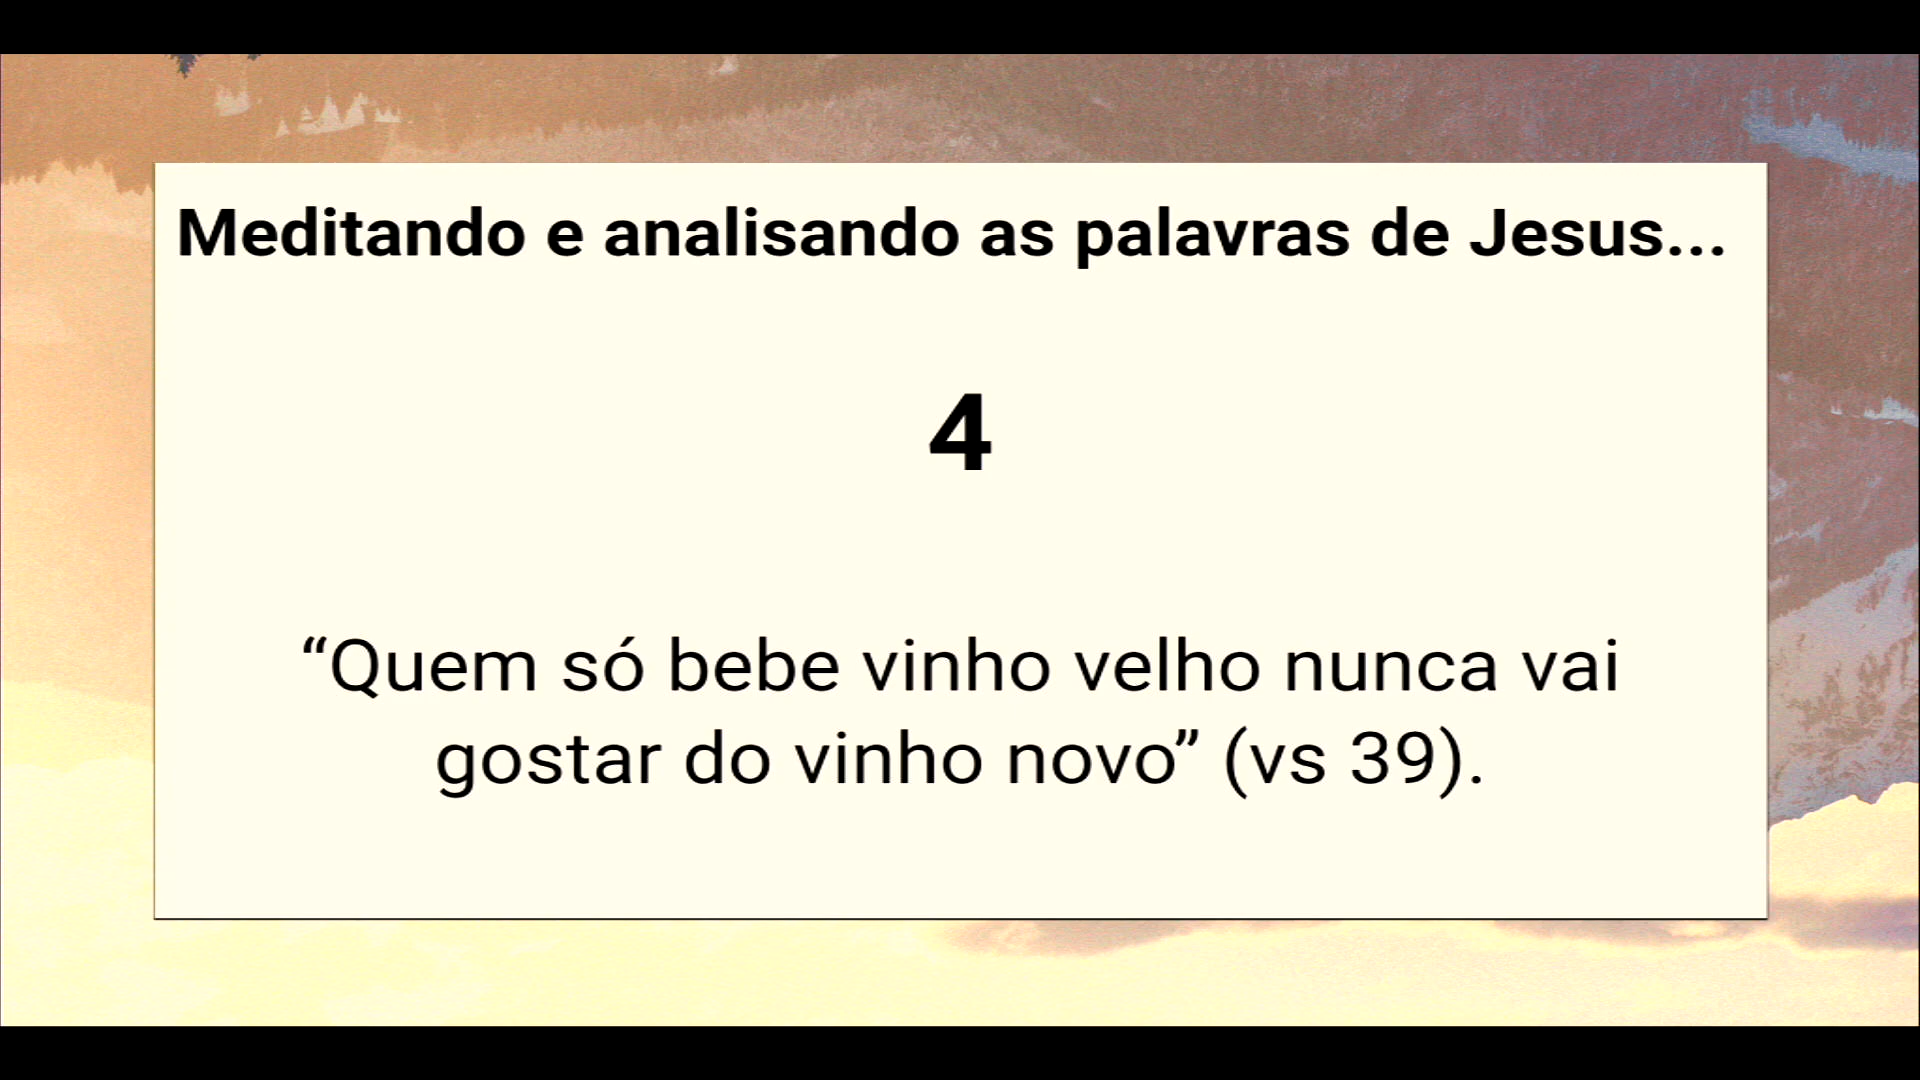 Meditando e analisando as palavras de Jesus...
4
“Quem só bebe vinho velho nunca vai
gostar do vinho novo” (vs 39).